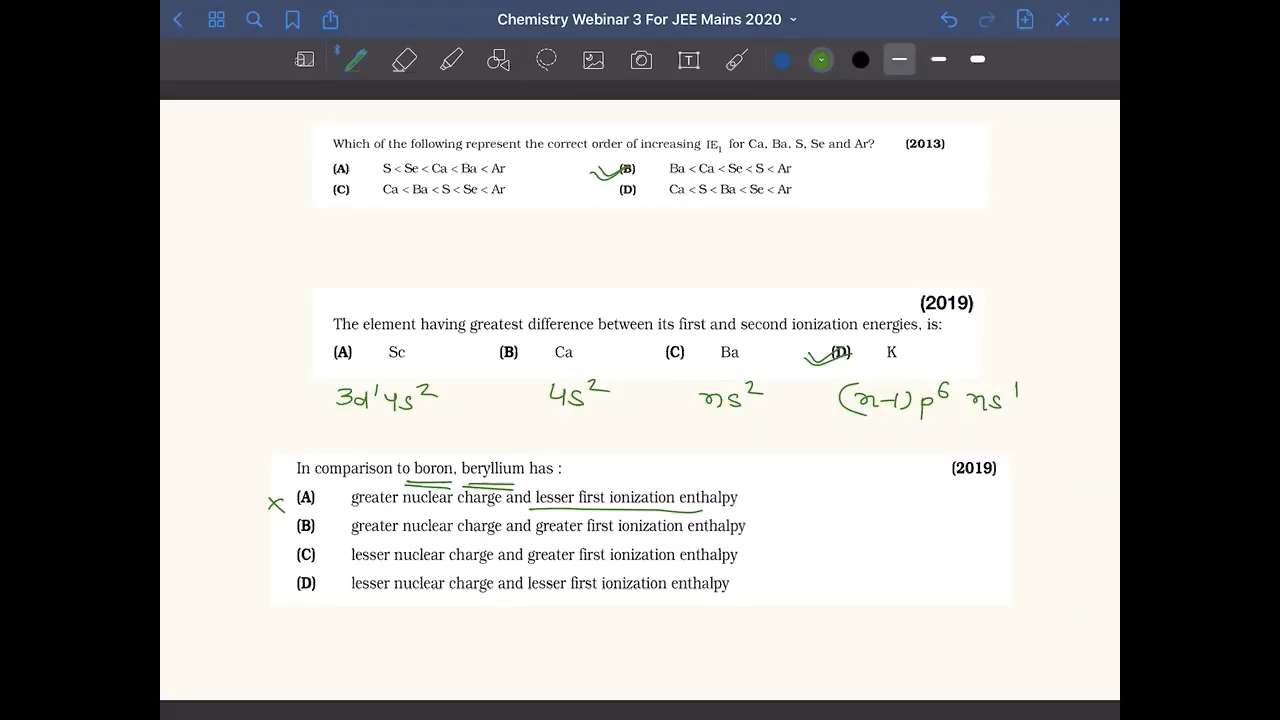 Chemistry Webinar 3 For JEE Mains 2020
T
Which of the following represent the correct order of increasing IE₁ for Ca, Ba, S, Se and Ar? (2013)
(A) S < Se < Ca < Ba < Ar (B) Ba < Ca < Se < S < Ar
(C) Ca < Ba < S < Se < Ar (D) Ca < S < Ba < Se < Ar
(2019)
The element having greatest difference between its first and second ionization energies, is:
(A) Sc (B) Ca (C) Ba (D) K
3d¹4s² 4s² ns² (n-1)p⁶ ns¹
In comparison to boron, beryllium has : (2019)
x (A) greater nuclear charge and lesser first ionization enthalpy
(B) greater nuclear charge and greater first ionization enthalpy
(C) lesser nuclear charge and greater first ionization enthalpy
(D) lesser nuclear charge and lesser first ionization enthalpy